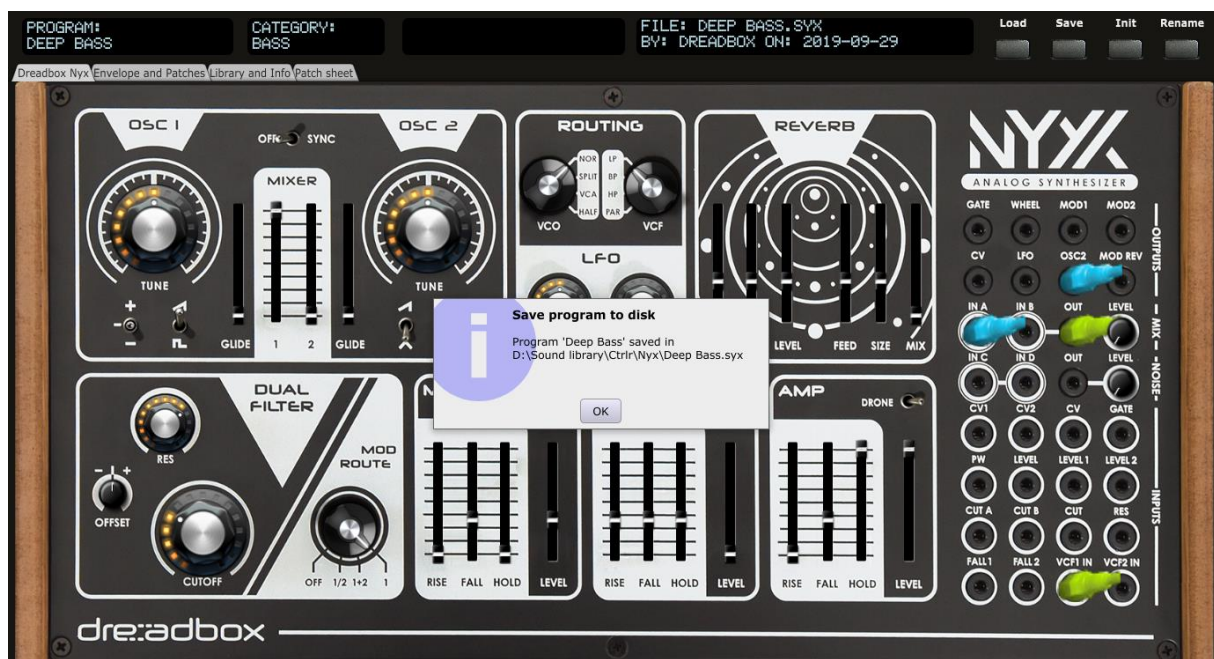 PROGRAM:
DEEP BASS
CATEGORY:
BASS
FILE: DEEP BASS.SYX
BY: DREADBOX ON: 2019-09-29
Load Save Init Rename
Dreadbox Nyx Envelope and Patches Library and Info Patch sheet
OSC 1
OFF SYNC
OSC 2
MIXER
TUNE
TUNE
+
-
-
GLIDE 1 2 GLIDE
ROUTING
NOR LP
SPLIT BP
VCA HP
HALF PAR
VCO VCF
LFO
REVERB
LEVEL FEED SIZE MIX
NYX
ANALOG SYNTHESIZER
GATE WHEEL MOD1 MOD2
CV LFO OSC2 MOD REV
-OUTPUTS-
IN A IN B OUT LEVEL
- MIX -
IN C IN D OUT LEVEL
-NOISE-
CV1 CV2 CV GATE
PW LEVEL LEVEL 1 LEVEL 2
CUT A CUT B CUT RES
FALL1 FALL 2 VCF1 IN VCF2 IN
INPUTS
Save program to disk
Program 'Deep Bass' saved in
D:\Sound library\Ctrlr\Nyx\Deep Bass.syx
OK
DUAL
FILTER
RES
- +
OFFSET
CUTOFF
MOD
ROUTE
OFF 1/2 1+2 1
RISE FALL HOLD LEVEL
RISE FALL HOLD LEVEL
AMP
DRONE
RISE FALL HOLD LEVEL
dreadbox